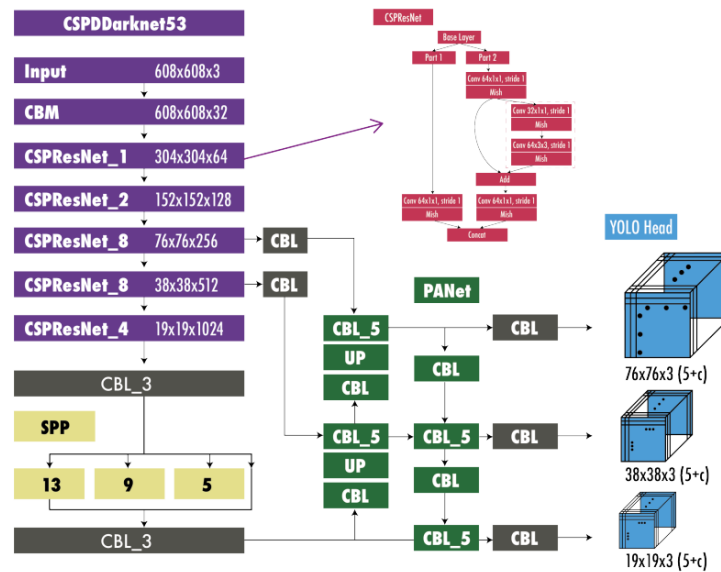 CSPDDarknet53
Input 608x608x3
CBM 608x608x32
CSPResNet_1 304x304x64
CSPResNet_2 152x152x128
CSPResNet_8 76x76x256
CSPResNet_8 38x38x512
CSPResNet_4 19x19x1024
CBL_3
SPP
13 9 5
CBL_3
CBL
CBL
CSPResNet
Base Layer
Part 1 Part 2
Conv 64x1x1, stride 1
Mish
Conv 32x1x1, stride 1
Mish
Conv 64x3x3, stride 1
Mish
Add
Conv 64x1x1, stride 1 Conv 64x1x1, stride 1
Mish Mish
Concat
PANet
CBL_5 CBL
UP CBL
CBL
CBL_5 CBL_5 CBL
UP CBL
CBL
CBL_5 CBL
YOLO Head
76x76x3 (5+c)
38x38x3 (5+c)
19x19x3 (5+c)